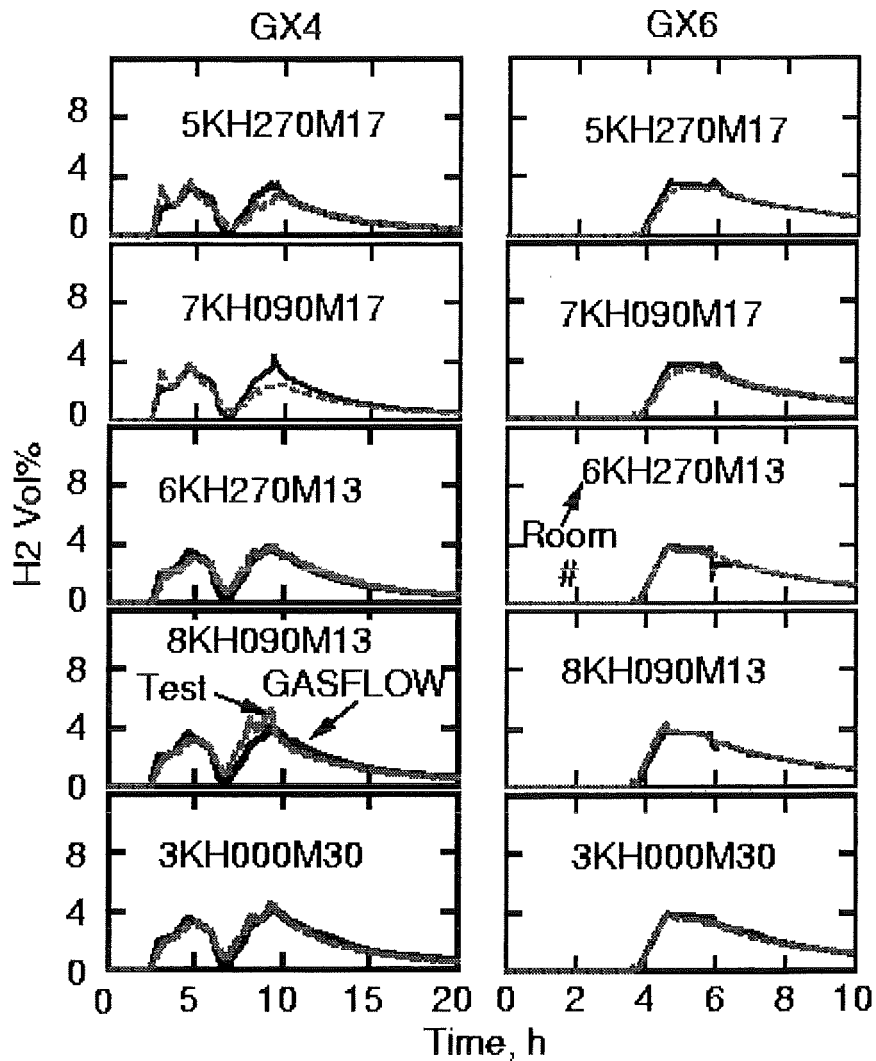 GX4
GX6
8
5KH270M17
5KH270M17
4
0
8
7KH090M17
7KH090M17
4
0
8
6KH270M13
6KH270M13
4
Room
#
0
8KH090M13
8
Test
GASFLOW
8KH090M13
4
0
8
3KH000M30
3KH000M30
4
0
H2 Vol%
0 5 10 15 20
0 2 4 6 8 10
Time, h